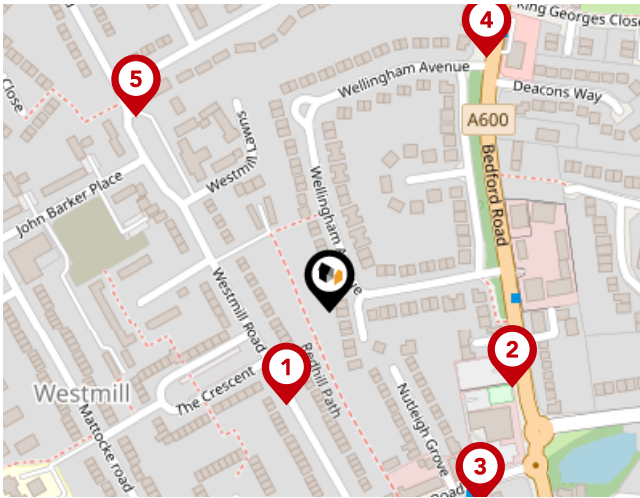 4
King Georges Close
5
Wellingham Avenue
Close
Deacons Way
A600
Westmill Lawns
Bedford Road
John Barker Place
Wellingham Avenue
Westmill Road
2
1
Redhill Path
The Crescent
Westmill
Nutleigh Grove
Mattocke road
3
Road